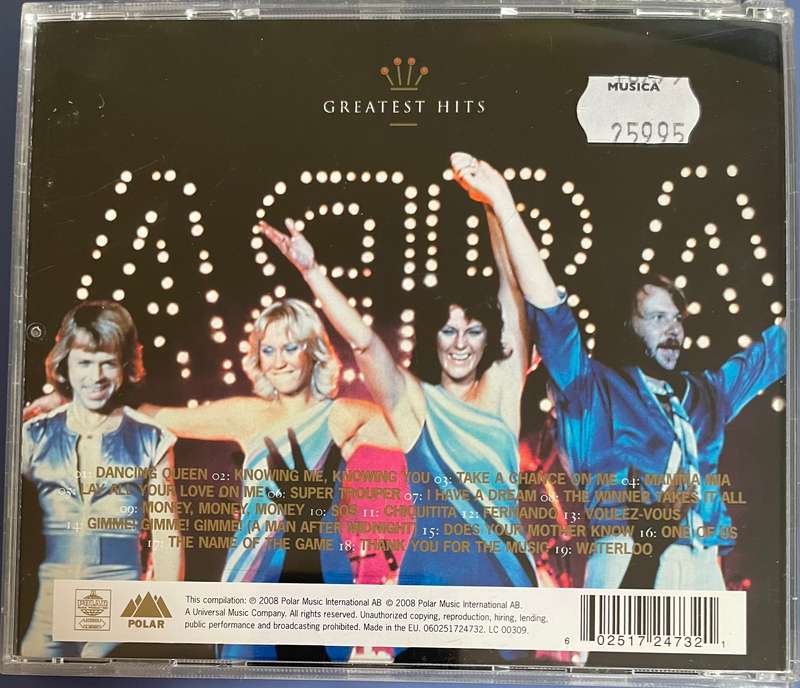 GREATEST HITS
MUSICA
25995
ABBA
01: DANCING QUEEN 02: KNOWING ME, KNOWING YOU 03: TAKE A CHANCE ON ME 04: MAMMA MIA
05: LAY ALL YOUR LOVE ON ME 06: SUPER TROUPER 07: I HAVE A DREAM 08: THE WINNER TAKES IT ALL
09: MONEY, MONEY, MONEY 10: SOS 11: CHIQUITITA 12: FERNANDO 13: VOULEZ-VOUS
14: GIMME! GIMME! GIMME! (A MAN AFTER MIDNIGHT) 15: DOES YOUR MOTHER KNOW 16: ONE OF US
17: THE NAME OF THE GAME 18: THANK YOU FOR THE MUSIC 19: WATERLOO
POLAR
POLAR
This compilation: ℗ 2008 Polar Music International AB © 2008 Polar Music International AB.
A Universal Music Company. All rights reserved. Unauthorized copying, reproduction, hiring, lending,
public performance and broadcasting prohibited. Made in the EU. 060251724732. LC 00309.
6 02517 24732 1